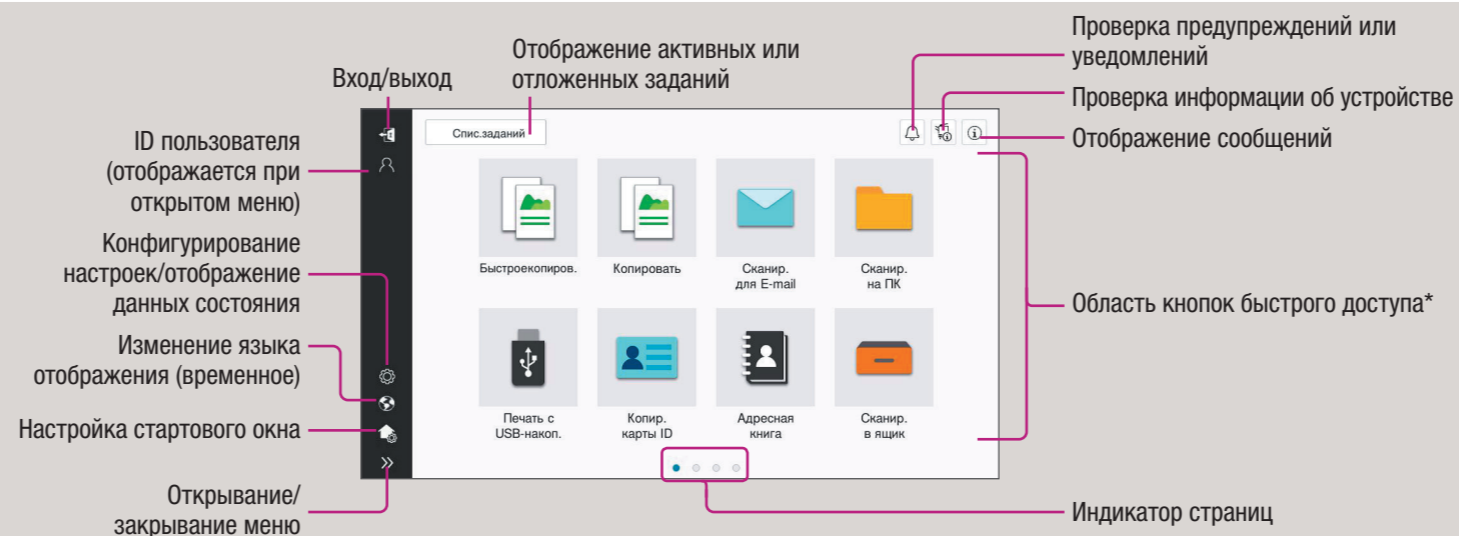 Проверка предупреждений или
уведомлений
Отображение активных или
отложенных заданий
Вход/выход
Проверка информации об устройстве
ID пользователя
(отображается при
открытом меню)
Отображение сообщений
Спис.заданий
Конфигурирование
настроек/отображение
данных состояния
Быстроекопиров.
Копировать
Сканир.
для E-mail
Сканир.
на ПК
Область кнопок быстрого доступа*
Изменение языка
отображения (временное)
Настройка стартового окна
Печать с
USB-накоп.
Копир.
карты ID
Адресная
книга
Сканир.
в ящик
Открывание/
закрывание меню
Индикатор страниц